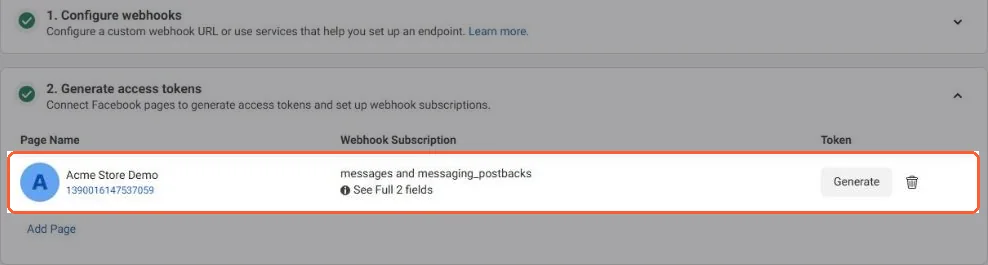 1. Configure webhooks
Configure a custom webhook URL or use services that help you set up an endpoint. Learn more.
2. Generate access tokens
Connect Facebook pages to generate access tokens and set up webhook subscriptions.
Page Name Webhook Subscription Token
A
Acme Store Demo messages and messaging_postbacks
1390016147537059 See Full 2 fields Generate
Add Page